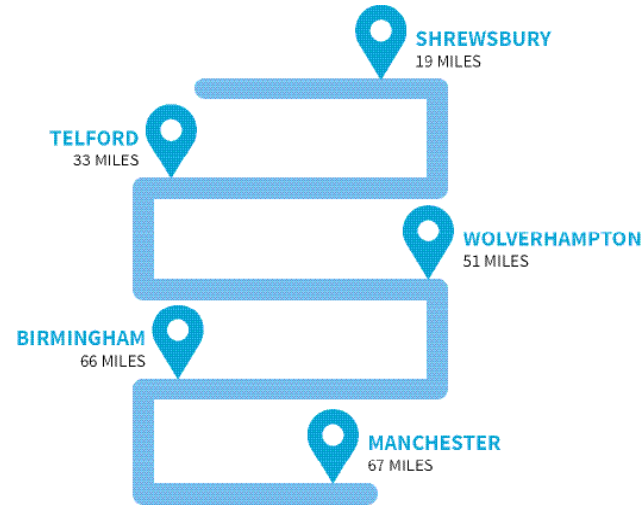 SHREWSBURY
19 MILES
TELFORD
33 MILES
WOLVERHAMPTON
51 MILES
BIRMINGHAM
66 MILES
MANCHESTER
67 MILES